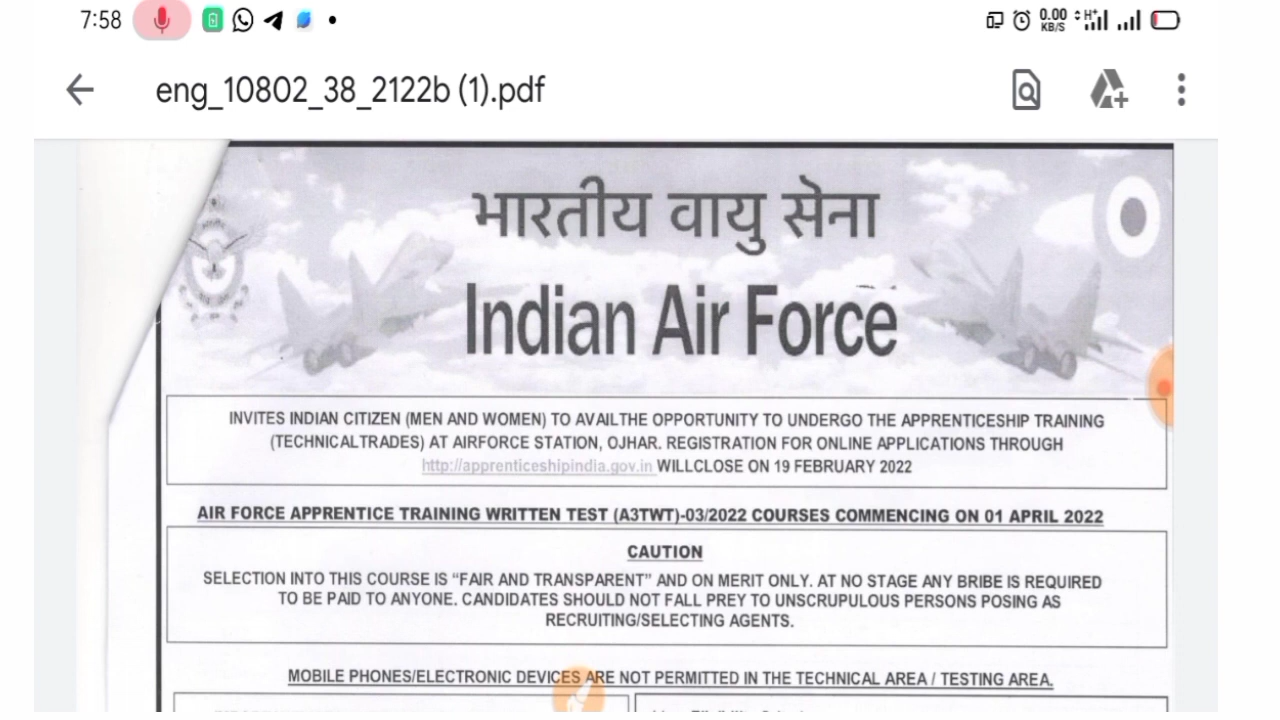 7:58
0.00
KB/S
H+
eng_10802_38_2122b (1).pdf
भारतीय वायु सेना
Indian Air Force
INVITES INDIAN CITIZEN (MEN AND WOMEN) TO AVAILTHE OPPORTUNITY TO UNDERGO THE APPRENTICESHIP TRAINING
(TECHNICALTRADES) AT AIRFORCE STATION, OJHAR. REGISTRATION FOR ONLINE APPLICATIONS THROUGH
http://apprenticeshipindia.gov.in WILLCLOSE ON 19 FEBRUARY 2022
AIR FORCE APPRENTICE TRAINING WRITTEN TEST (A3TWT)-03/2022 COURSES COMMENCING ON 01 APRIL 2022
CAUTION
SELECTION INTO THIS COURSE IS “FAIR AND TRANSPARENT” AND ON MERIT ONLY. AT NO STAGE ANY BRIBE IS REQUIRED
TO BE PAID TO ANYONE. CANDIDATES SHOULD NOT FALL PREY TO UNSCRUPULOUS PERSONS POSING AS
RECRUITING/SELECTING AGENTS.
MOBILE PHONES/ELECTRONIC DEVICES ARE NOT PERMITTED IN THE TECHNICAL AREA / TESTING AREA.